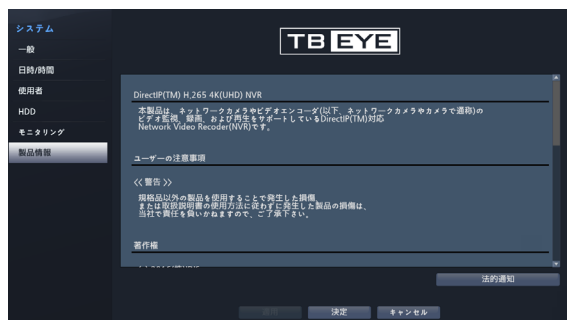 システム
一般
日時/時間
使用者
HDD
モニタリング
製品情報
TB EYE
DirectIP(TM) H.265 4K(UHD) NVR
本製品は、ネットワークカメラやビデオエンコーダ(以下、ネットワークカメラやカメラで通称)の
ビデオ監視、録画、および再生をサポートしているDirectIP(TM)対応
Network Video Recoder(NVR)です。
ユーザーの注意事項
<< 警告 >>
規格品以外の製品を使用することで発生した損傷、
または取扱説明書の使用方法に従わずに発生した製品の損傷は、
当社で責任を負いかねますので、ご了承下さい。
著作権
法的通知
決定
キャンセル